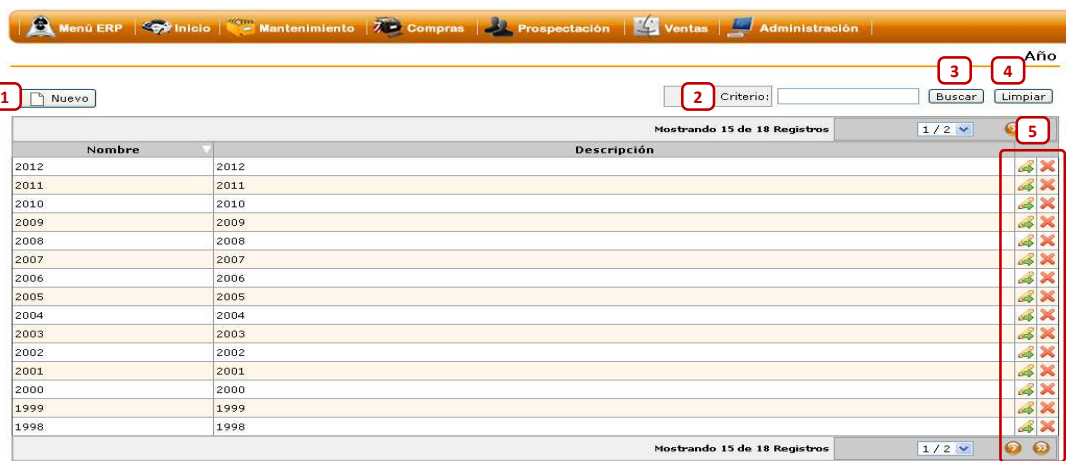 Menú ERP Inicio Mantenimiento Compras Prospectación Ventas Administración
Año
3 4
1 Nuevo 2 Criterio: Buscar Limpiar
Mostrando 15 de 18 Registros 1 / 2 5
Nombre Descripción
2012 2012
2011 2011
2010 2010
2009 2009
2008 2008
2007 2007
2006 2006
2005 2005
2004 2004
2003 2003
2002 2002
2001 2001
2000 2000
1999 1999
1998 1998
Mostrando 15 de 18 Registros 1 / 2